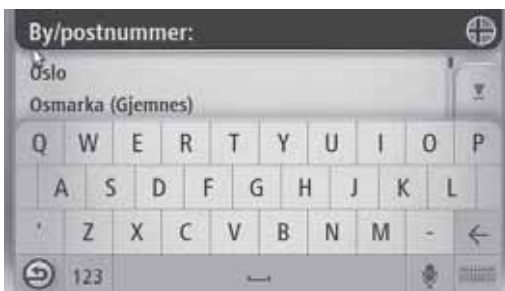 By/postnummer:
Oslo
Osmarka (Gjemnes)
Q W E R T Y U I O P
A S D F G H J K L
' Z X C V B N M -
123